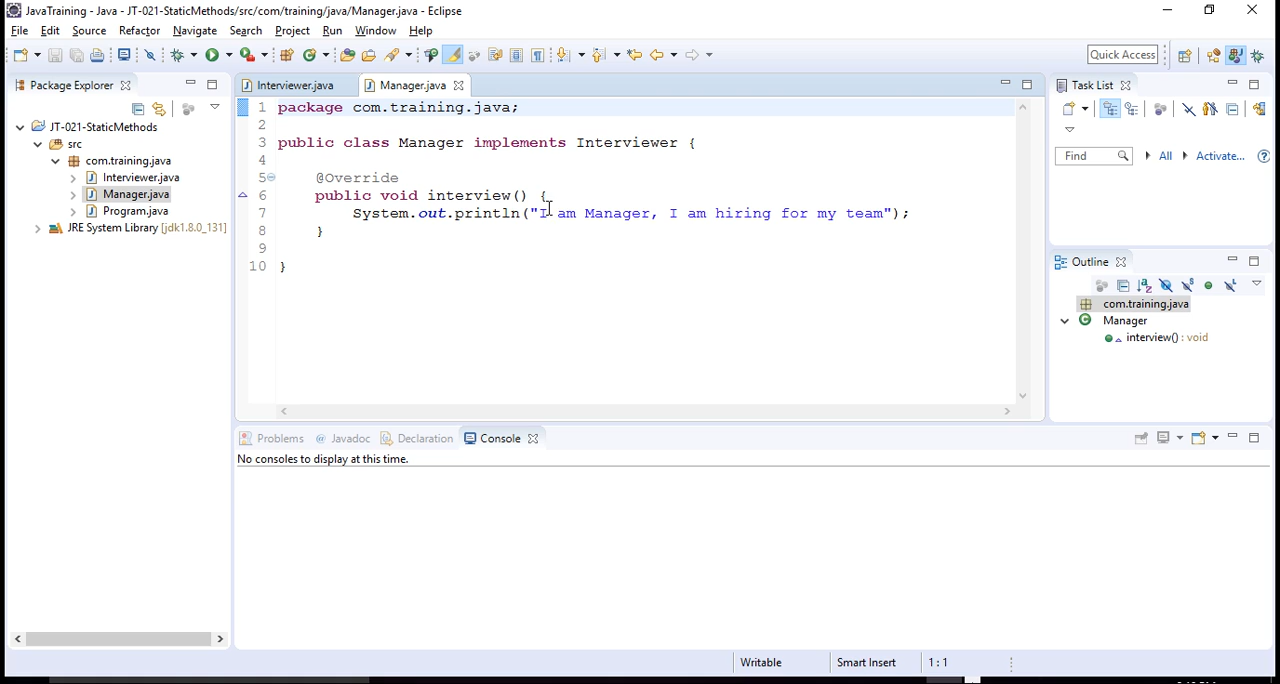 JavaTraining - Java - JT-021-StaticMethods/src/com/training/java/Manager.java - Eclipse
File Edit Source Refactor Navigate Search Project Run Window Help
Quick Access
Package Explorer
JT-021-StaticMethods
src
com.training.java
Interviewer.java
Manager.java
Program.java
JRE System Library [jdk1.8.0_131]
Interviewer.java Manager.java
1 package com.training.java;
2
3 public class Manager implements Interviewer {
4
5 @Override
6 public void interview() {
7 System.out.println("I am Manager, I am hiring for my team");
8 }
9
10 }
Task List
Find All Activate...
Outline
com.training.java
Manager
interview() : void
Problems @ Javadoc Declaration Console
No consoles to display at this time.
Writable Smart Insert 1 : 1